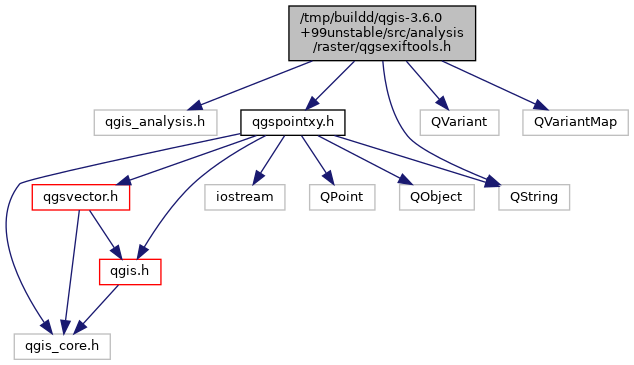 /tmp/buildd/qgis-3.6.0
+99unstable/src/analysis
/raster/qgsexiftools.h
qgis_analysis.h
qgspointxy.h
QVariant
QVariantMap
qgsvector.h
iostream
QPoint
QObject
QString
qgis.h
qgis_core.h